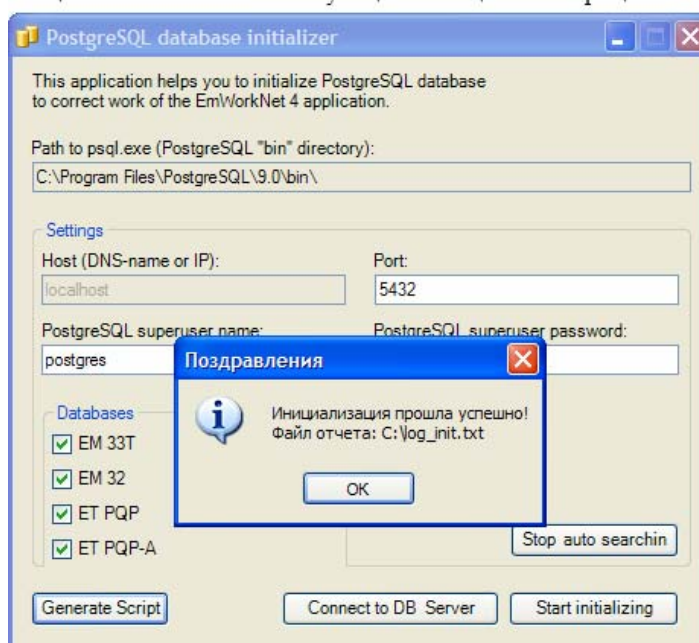 PostgreSQL database initializer
This application helps you to initialize PostgreSQL database
to correct work of the EmWorkNet 4 application.
Path to psql.exe (PostgreSQL "bin" directory):
C:\Program Files\PostgreSQL\9.0\bin\
Settings
Host (DNS-name or IP):
Port:
localhost
5432
PostgreSQL superuser name:
PostgreSQL superuser password:
postgres
Поздравления
Инициализация прошла успешно!
Файл отчета: C:\log_init.txt
OK
Databases
EM 33T
EM 32
ET PQP
ET PQP-A
Stop auto searchin
Generate Script
Connect to DB Server
Start initializing